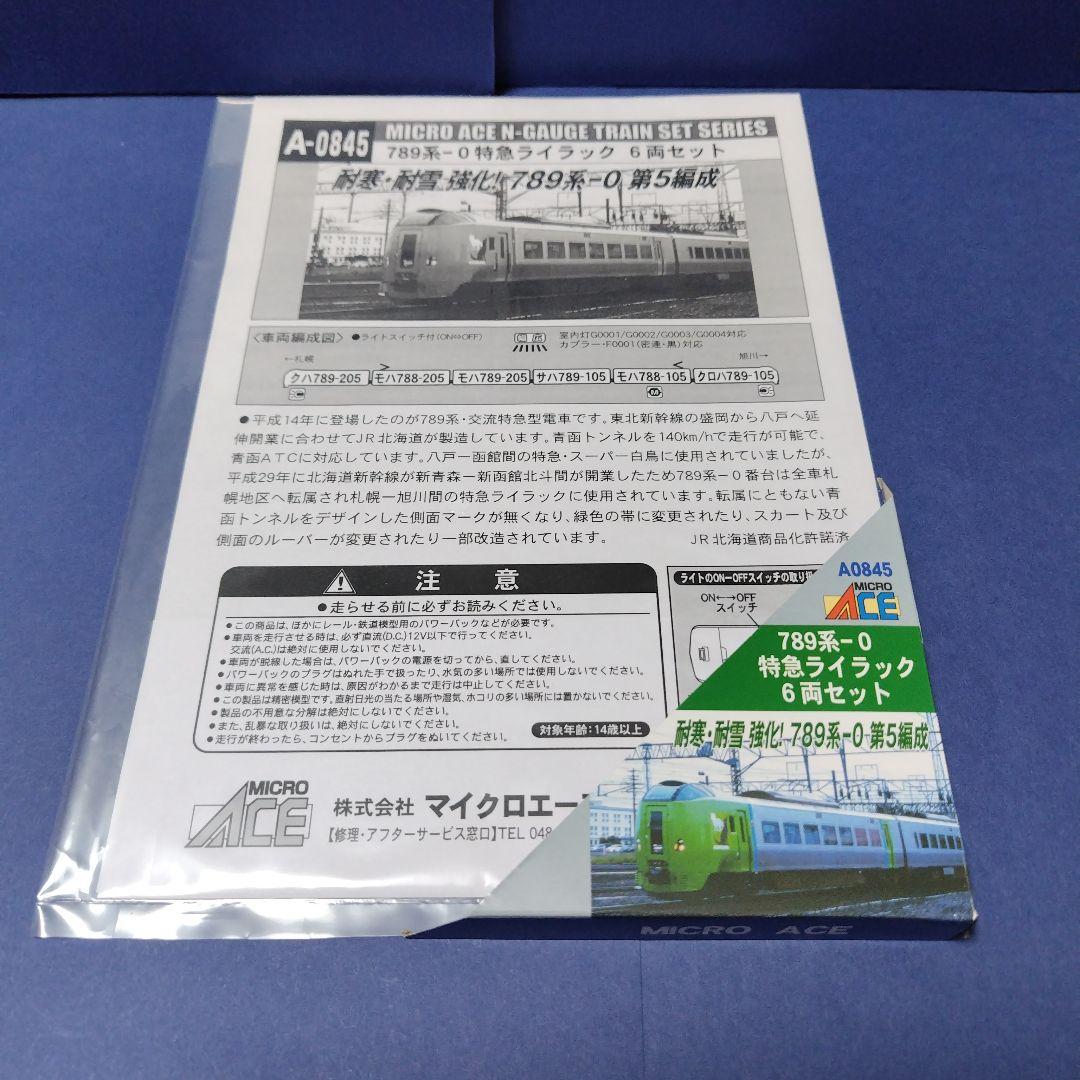 A-0845
MICRO ACE N-GAUGE TRAIN SET SERIES
789系-0 特急ライラック 6両セット
耐寒・耐雪 強化! 789系-0 第5編成
〈車両編成図〉 ●ライトスイッチ付(ON⇔OFF)
室内灯G0001/G0002/G0003/G0004対応
カプラー・F0001(密連・黒)対応
←札幌 旭川→
クハ789-205 モハ788-205 モハ789-205 サハ789-105 モハ788-105 クロハ789-105
M
●平成14年に登場したのが789系・交流特急型電車です。東北新幹線の盛岡から八戸へ延
伸開業に合わせてJR北海道が製造しています。青函トンネルを140km/hで走行が可能で、
青函ATCに対応しています。八戸ー函館間の特急・スーパー白鳥に使用されていましたが、
平成29年に北海道新幹線が新青森ー新函館北斗間が開業したため789系-0番台は全車札
幌地区へ転属され札幌ー旭川間の特急ライラックに使用されています。転属にともない青
函トンネルをデザインした側面マークが無くなり、緑色の帯に変更されたり、スカート及び
側面のルーバーが変更されたり一部改造されています。 JR北海道商品化許諾済
注意
●走らせる前に必ずお読みください。
●この商品は、ほかにレール・鉄道模型用のパワーパックなどが必要です。
●車両を走行させる時は、必ず直流(D.C.)12V以下で行ってください。
交流(A.C.)は絶対に使用しないでください。
●車両が脱線した場合は、パワーパックの電源を切ってから、直してください。
●パワーパックのプラグはぬれた手で扱ったり、水気の多い場所では使用しないでください。
●車両に異常を感じた時は、原因がわかるまで走行は中止してください。
●この製品は精密模型です。直射日光の当たる場所や湿気、ホコリの多い場所には置かないでください。
●製品の不用意な分解は絶対にしないでください。
●また、乱暴な取り扱いは、絶対にしないでください。
●走行が終わったら、コンセントからプラグをぬいてください。
対象年齢:14歳以上
ライトのON-OFFスイッチの取り
ON←→OFF
スイッチ
MICRO
ACE
株式会社 マイクロエー
【修理・アフターサービス窓口】TEL 048
A0845
MICRO
ACE
789系-0
特急ライラック
6両セット
耐寒・耐雪 強化! 789系-0 第5編成
MICRO ACE